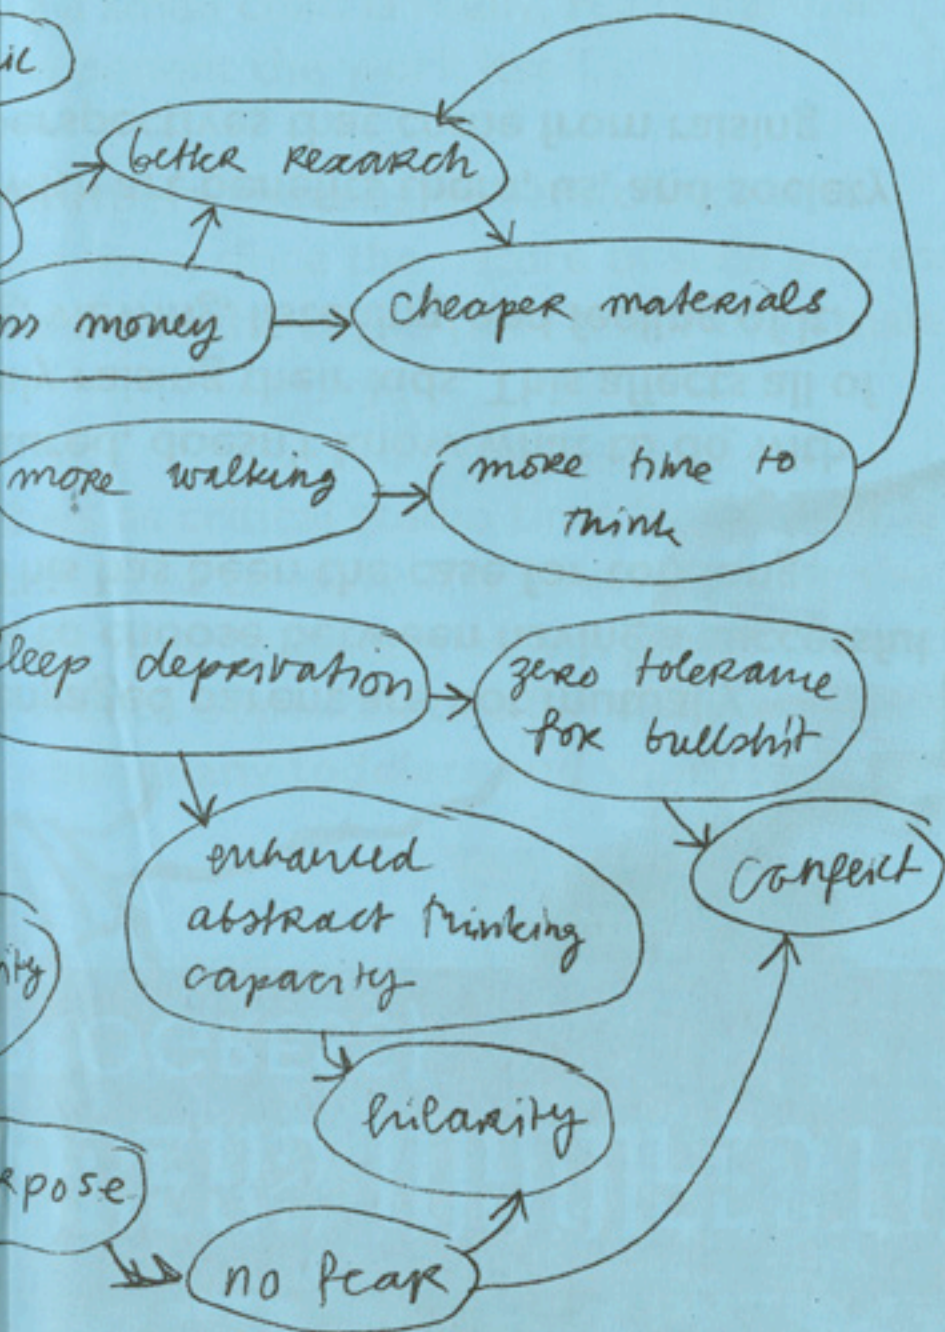 better research
cheaper materials
money
more walking
more time to
think
deprivation
zero tolerance
for bullshit
enhanced
abstract thinking
capacity
conflict
hilarity
no fear